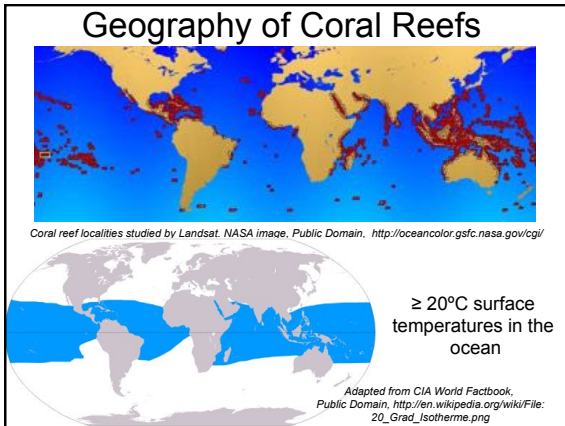 Geography of Coral Reefs
Coral reef localities studied by Landsat. NASA image, Public Domain, http://oceancolor.gsfc.nasa.gov/cgi/
≥ 20ºC surface
temperatures in the
ocean
Adapted from CIA World Factbook,
Public Domain, http://en.wikipedia.org/wiki/File:
20_Grad_Isotherme.png